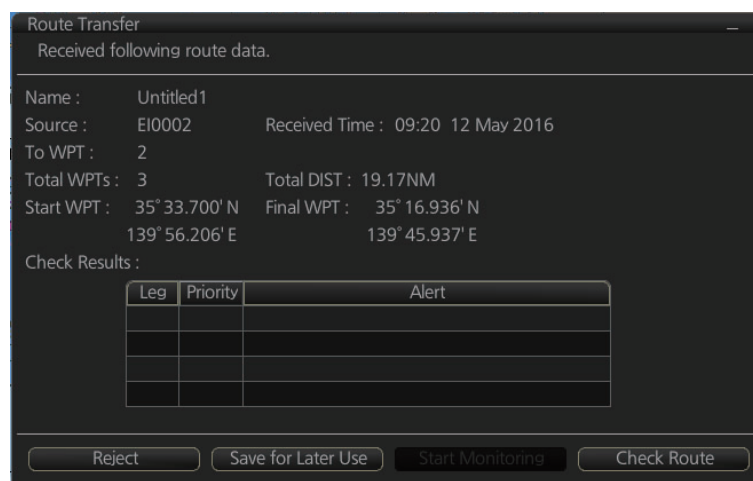 Route Transfer
Received following route data.
Name : Untitled1
Source : EI0002 Received Time : 09:20 12 May 2016
To WPT : 2
Total WPTs : 3 Total DIST : 19.17NM
Start WPT : 35°33.700' N Final WPT : 35°16.936' N
139°56.206' E 139°45.937' E
Check Results :
Leg Priority Alert
Reject Save for Later Use Start Monitoring Check Route